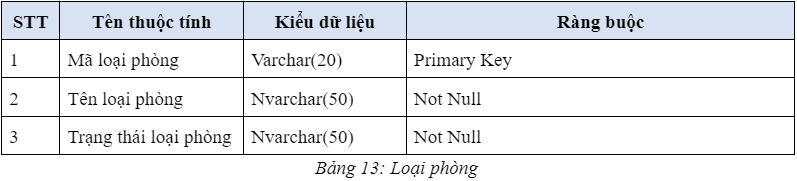 STT Tên thuộc tính Kiểu dữ liệu Ràng buộc
1 Mã loại phòng Varchar(20) Primary Key
2 Tên loại phòng Nvarchar(50) Not Null
3 Trạng thái loại phòng Nvarchar(50) Not Null
Bảng 13: Loại phòng